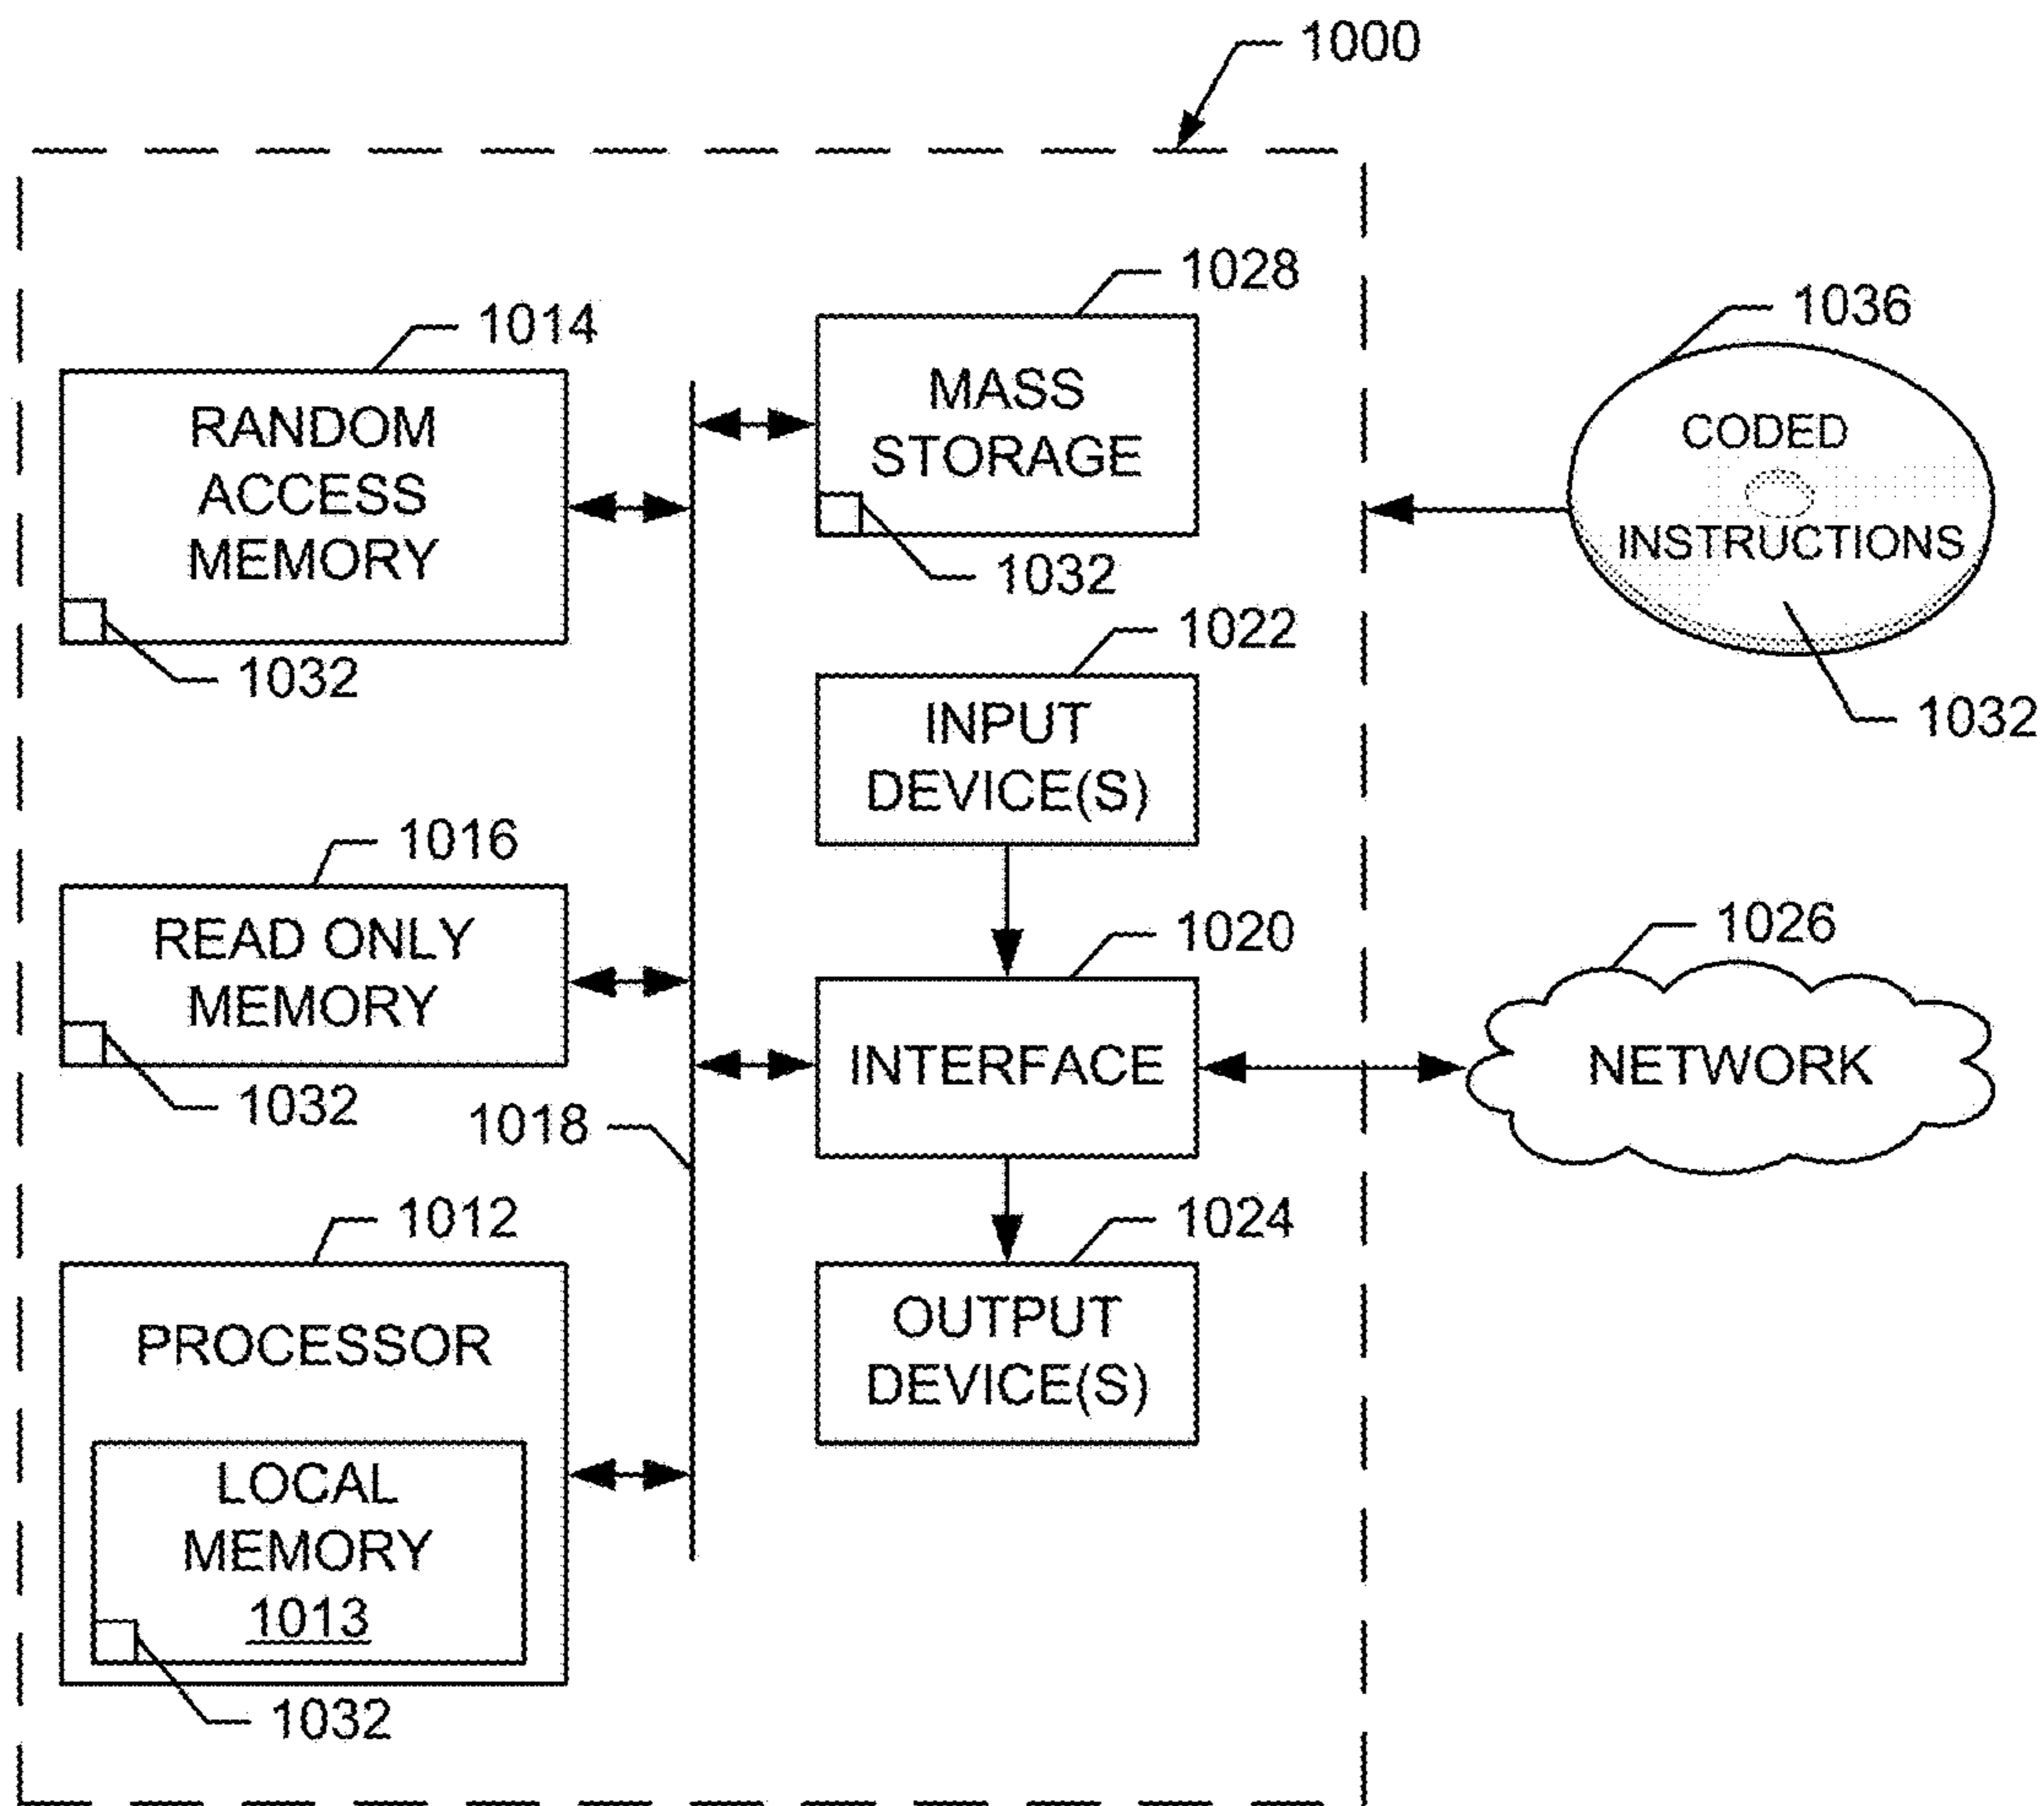 1000
1014
RANDOM
ACCESS
MEMORY
1032
1028
MASS
STORAGE
1032
1036
CODED
INSTRUCTIONS
1032
1022
INPUT
DEVICE(S)
1016
READ ONLY
MEMORY
1032
1020
INTERFACE
1026
NETWORK
1018
1012
PROCESSOR
LOCAL
MEMORY
1013
1032
1024
OUTPUT
DEVICE(S)